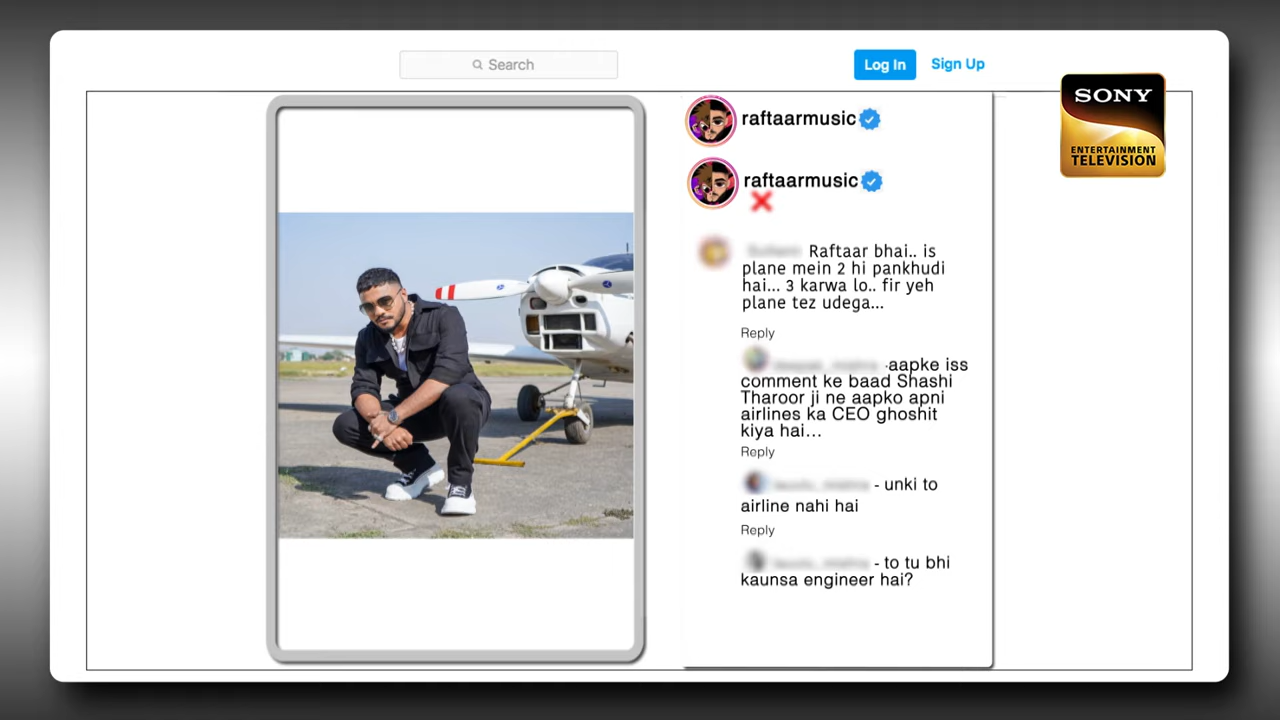 Search
Log In
Sign Up
SONY
ENTERTAINMENT
TELEVISION
raftaarmusic
raftaarmusic
Raftaar bhai.. is
plane mein 2 hi pankhudi
hai... 3 karwa lo.. fir yeh
plane tez udega...
Reply
-aapke iss
comment ke baad Shashi
Tharoor ji ne aapko apni
airlines ka CEO ghoshit
kiya hai...
Reply
- unki to
airline nahi hai
Reply
- to tu bhi
kaunsa engineer hai?